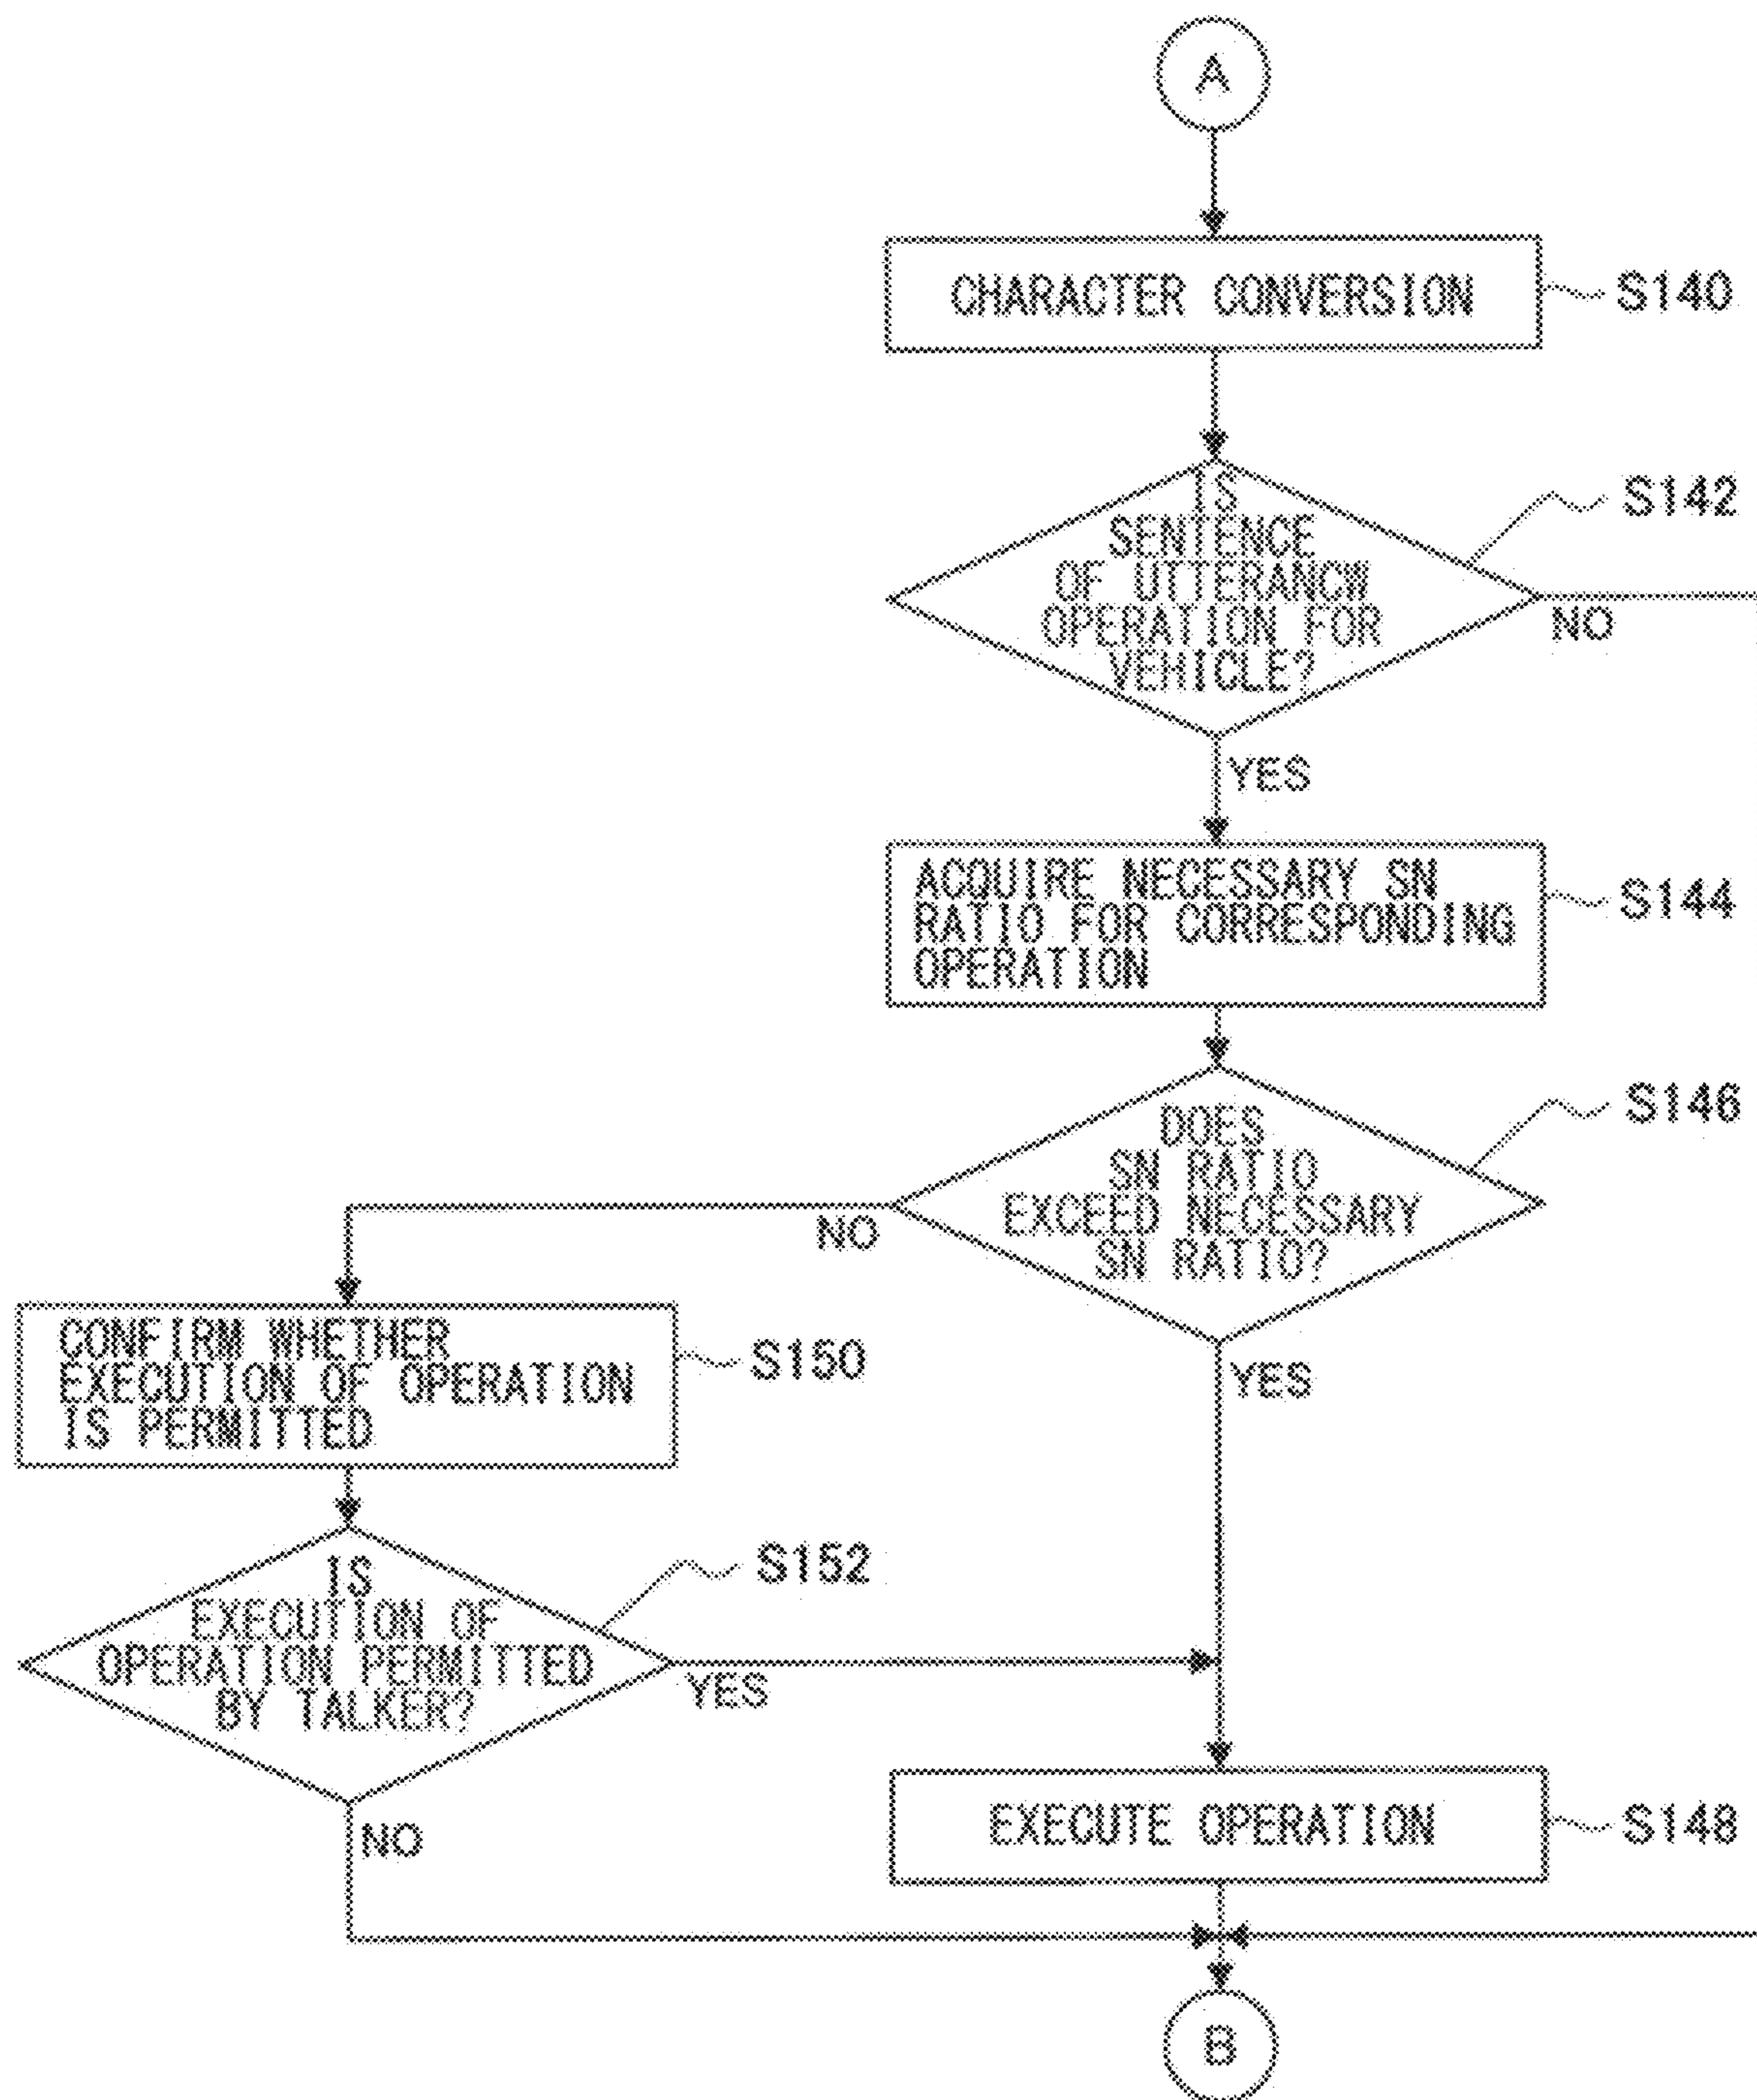 A
CHARACTER CONVERSION
S140
IS
SENTENCE
OF UTTERANCW
OPERATION FOR
VEHICLE?
S142
NO
YES
ACQUIRE NECESSARY SN
RATIO FOR CORRESPONDING
OPERATION
S144
DOES
SN RATIO
EXCEED NECESSARY
SN RATIO?
S146
NO
YES
CONFIRM WHETHER
EXECUTION OF OPERATION
IS PERMITTED
S150
IS
EXECUTION OF
OPERATION PERMITTED
BY TALKER?
S152
YES
NO
EXECUTE OPERATION
S148
B